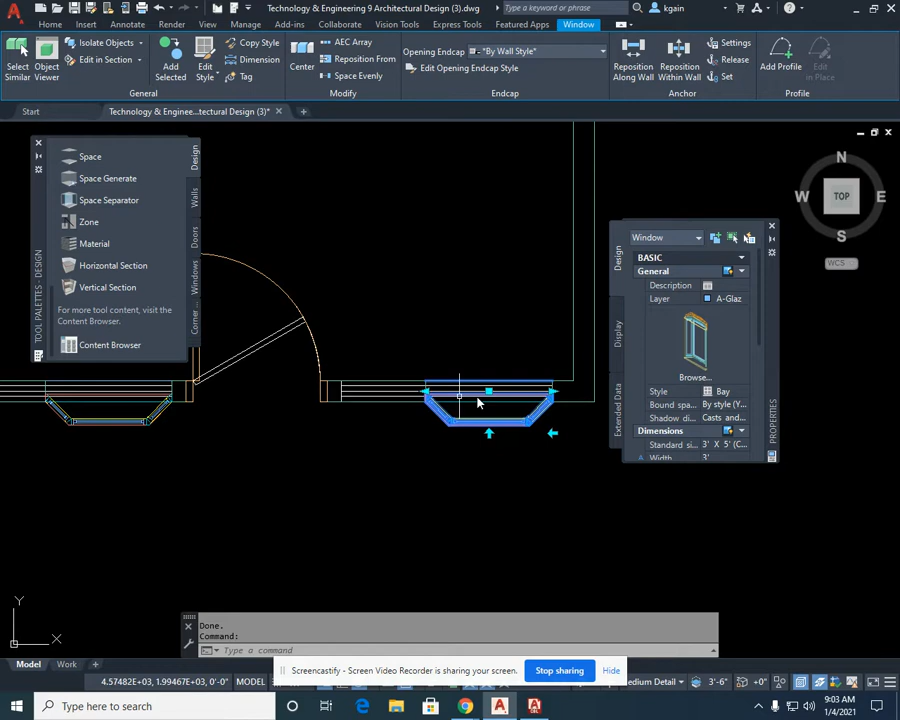 Technology & Engineering 9 Architectural Design (3).dwg
Type a keyword or phrase
kgain
Home
Insert
Annotate
Render
View
Manage
Add-ins
Collaborate
Vision Tools
Express Tools
Featured Apps
Window
Select Similar
Object Viewer
Isolate Objects
Edit in Section
Add Selected
Edit Style
Copy Style
Dimension
Tag
General
Center
AEC Array
Reposition From
Space Evenly
Modify
Opening Endcap
*By Wall Style*
Edit Opening Endcap Style
Endcap
Reposition Along Wall
Reposition Within Wall
Settings
Release
Set
Anchor
Add Profile
Edit in Place
Profile
Start
Technology & Enginee...tectural Design (3)*
Space
Space Generate
Space Separator
Zone
Material
Horizontal Section
Vertical Section
For more tool content, visit the
Content Browser.
Content Browser
TOOL PALETTES - DESIGN
Design
Walls
Doors
Windows
Corner ...
N
W
TOP
E
S
WCS
Window
BASIC
General
Description
Layer
A-Glaz
Browse...
Style
Bay
Bound spa...
By style (Y...
Shadow di...
Casts and...
Dimensions
Standard si...
3' X 5' (C...
Width
3'
Design
Display
Extended Data
PROPERTIES
Y
X
Done.
Command:
Type a command
Model
Work
Screencastify - Screen Video Recorder is sharing your screen.
Stop sharing
Hide
4.57482E+03, 1.99467E+03, 0'-0"
MODEL
Medium Detail
3'-6"
+0"
Type here to search
9:03 AM
1/4/2021